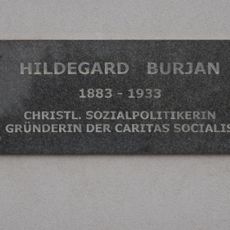 HILDEGARD BURJAN
1883 - 1933
CHRISTL. SOZIALPOLITIKERIN
GRÜNDERIN DER CARITAS SOCIALIS